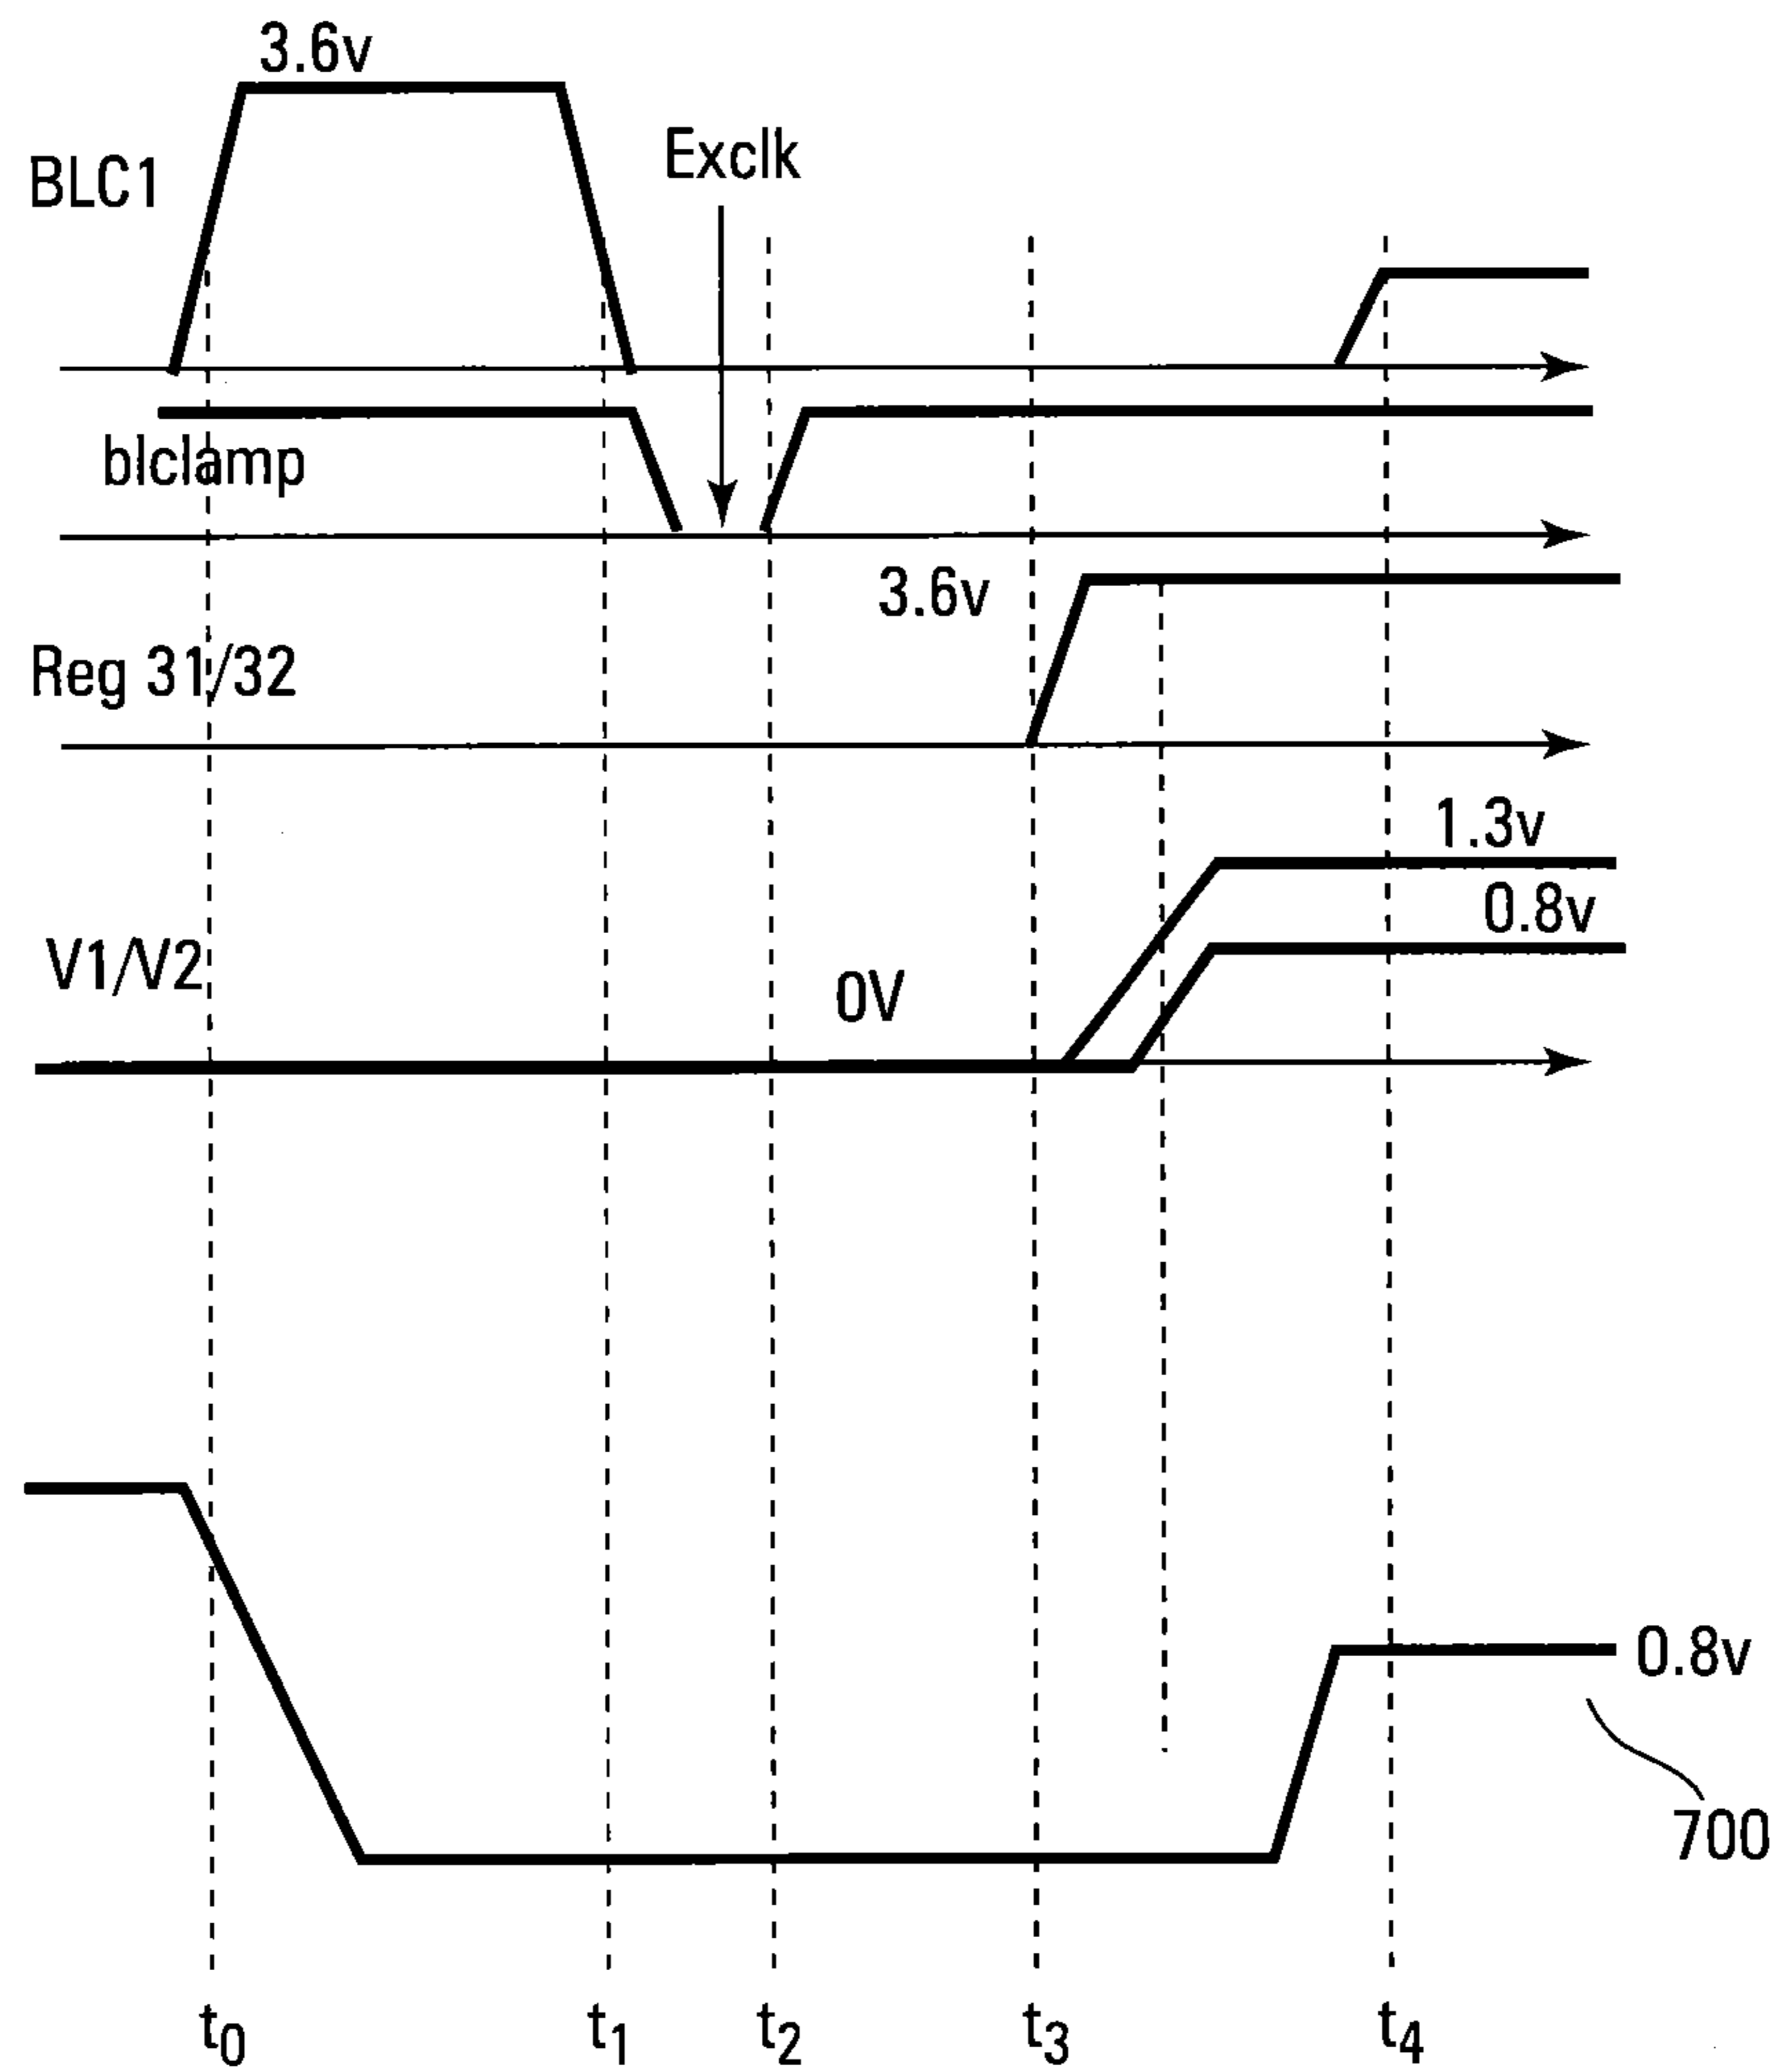 3.6v
BLC1
Exclk
blclamp
3.6v
Reg 31/32
1.3v
0.8v
V1/V2
0V
0.8v
700
t0 t1 t2 t3 t4